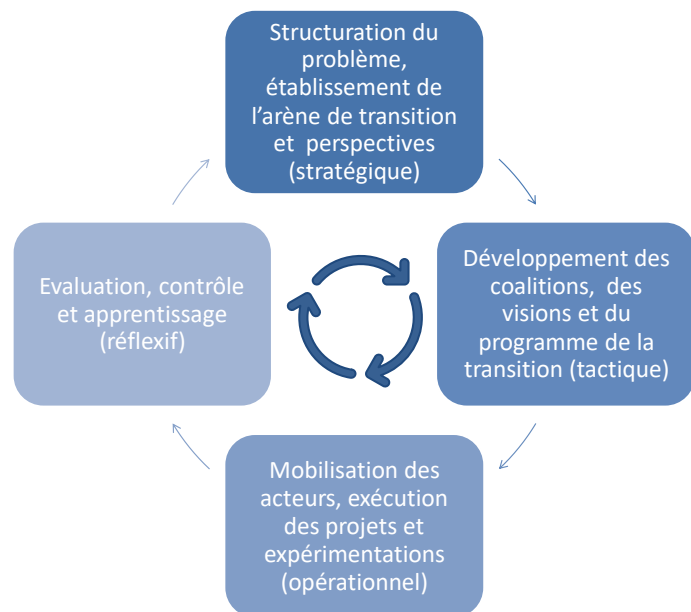 Structuration du
problème,
établissement de
l'arène de transition
et perspectives
(stratégique)
Développement des
coalitions, des
visions et du
programme de la
transition (tactique)
Mobilisation des
acteurs, exécution
des projets et
expérimentations
(opérationnel)
Evaluation, contrôle
et apprentissage
(réflexif)